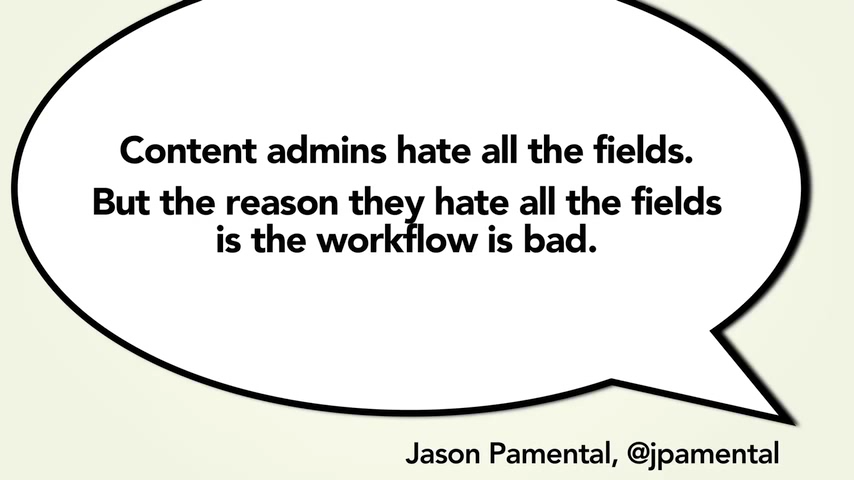 Content admins hate all the fields.
But the reason they hate all the fields
is the workflow is bad.
Jason Pamental, @jpamental